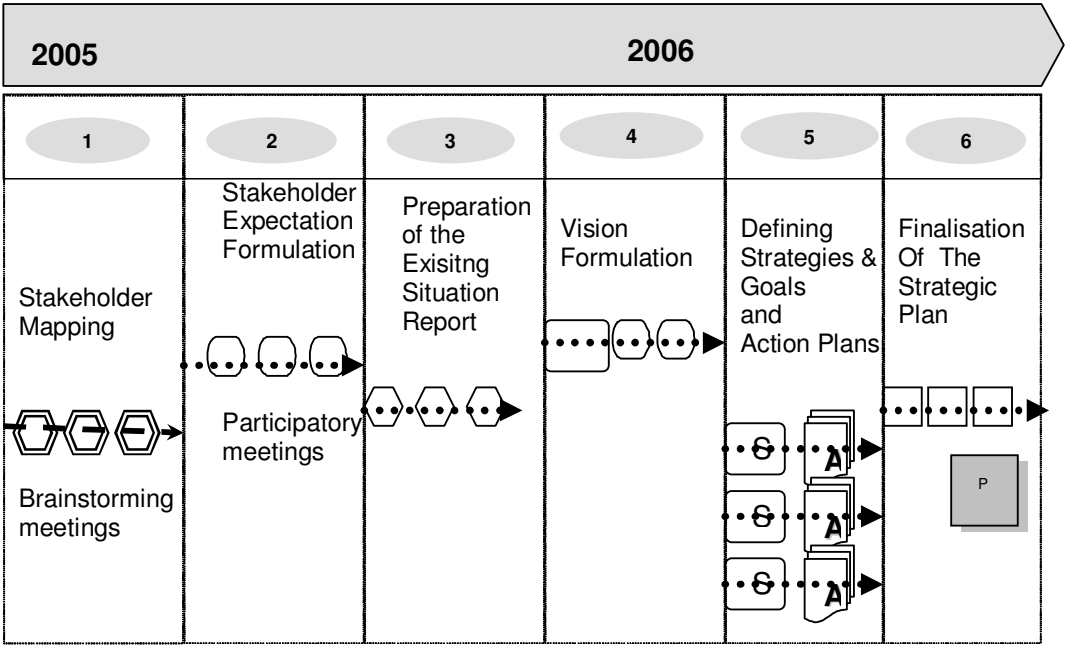 2005
2006
1
2
3
4
5
6
Stakeholder
Mapping
Brainstorming
meetings
Stakeholder
Expectation
Formulation
Participatory
meetings
Preparation
of the
Exisitng
Situation
Report
Vision
Formulation
Defining
Strategies &
Goals
and
Action Plans
S
A
S
A
S
A
Finalisation
Of The
Strategic
Plan
P